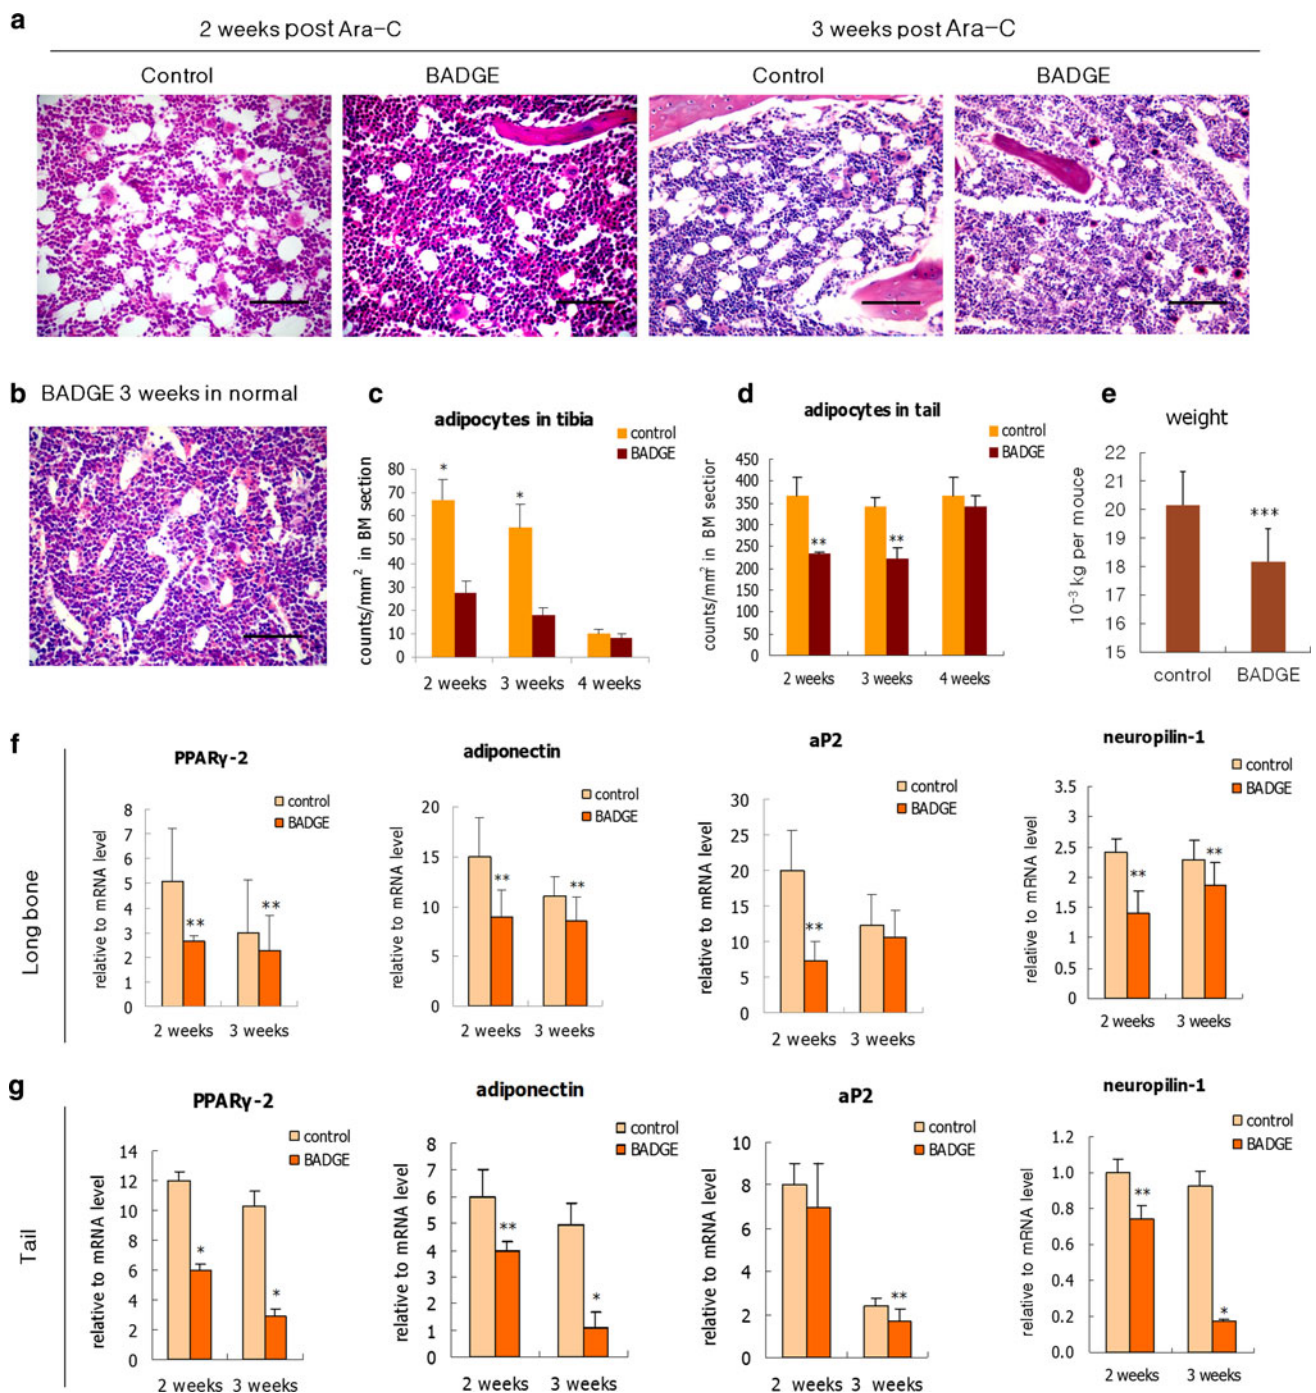 a
2 weeks post Ara-C
3 weeks post Ara-C
Control
BADGE
Control
BADGE
b BADGE 3 weeks in normal
c
adipocytes in tibia
control
BADGE
counts/mm² in BM section
80
70
60
50
40
30
20
10
0
*
*
2 weeks 3 weeks 4 weeks
d
adipocytes in tail
control
BADGE
counts/mm² in BM section
450
400
350
300
250
200
150
100
50
0
**
**
2 weeks 3 weeks 4 weeks
e
weight
10⁻³ kg per mouce
22
21
20
19
18
17
16
15
***
control BADGE
f
Long bone
PPARγ-2
control
BADGE
relative to mRNA level
8
7
6
5
4
3
2
1
0
**
**
2 weeks 3 weeks
adiponectin
control
BADGE
relative to mRNA level
20
15
10
5
0
**
**
2 weeks 3 weeks
aP2
control
BADGE
relative to mRNA level
30
25
20
15
10
5
0
**
2 weeks 3 weeks
neuropilin-1
control
BADGE
relative to mRNA level
3.5
3
2.5
2
1.5
1
0.5
0
**
**
2 weeks 3 weeks
g
Tail
PPARγ-2
control
BADGE
relative to mRNA level
14
12
10
8
6
4
2
0
*
*
2 weeks 3 weeks
adiponectin
control
BADGE
relative to mRNA level
8
7
6
5
4
3
2
1
0
**
*
2 weeks 3 weeks
aP2
control
BADGE
relative to mRNA level
10
8
6
4
2
0
**
2 weeks 3 weeks
neuropilin-1
control
BADGE
relative to mRNA level
1.2
1.0
0.8
0.6
0.4
0.2
0.0
**
*
2 weeks 3 weeks